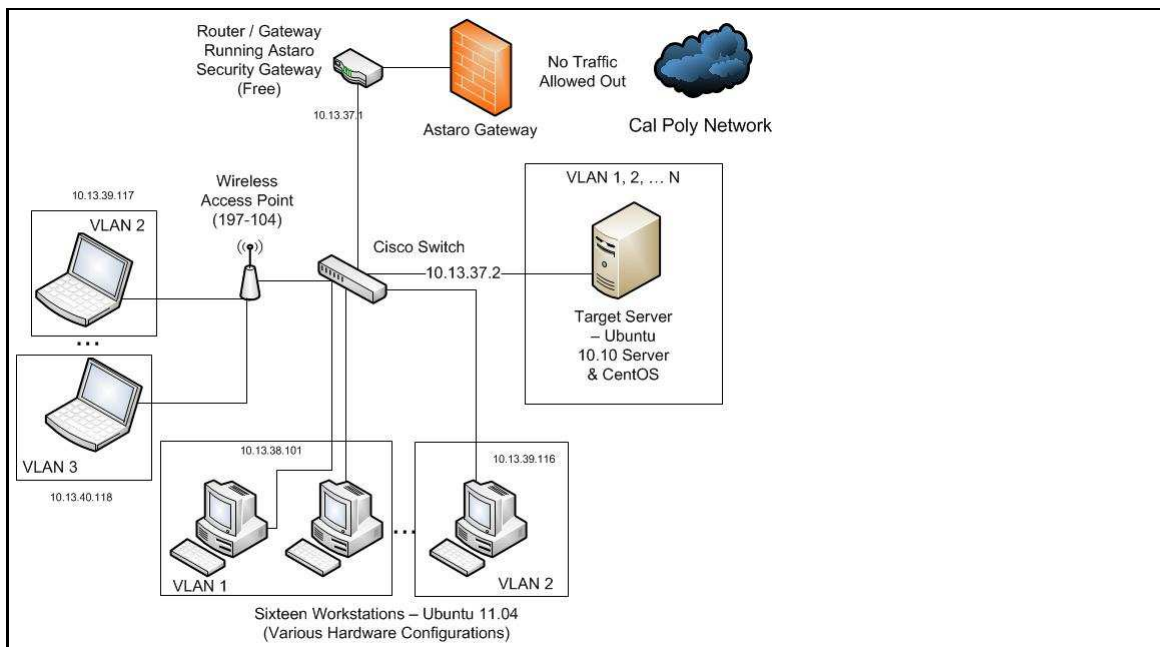 Router / Gateway
Running Astaro
Security Gateway
(Free)
10.13.37.1
Astaro Gateway
No Traffic
Allowed Out
Cal Poly Network
10.13.39.117
VLAN 2
...
VLAN 3
10.13.40.118
Wireless
Access Point
(197-104)
Cisco Switch
10.13.37.2
VLAN 1, 2, ... N
Target Server
– Ubuntu
10.10 Server
& CentOS
10.13.38.101
VLAN 1
...
10.13.39.116
VLAN 2
Sixteen Workstations – Ubuntu 11.04
(Various Hardware Configurations)